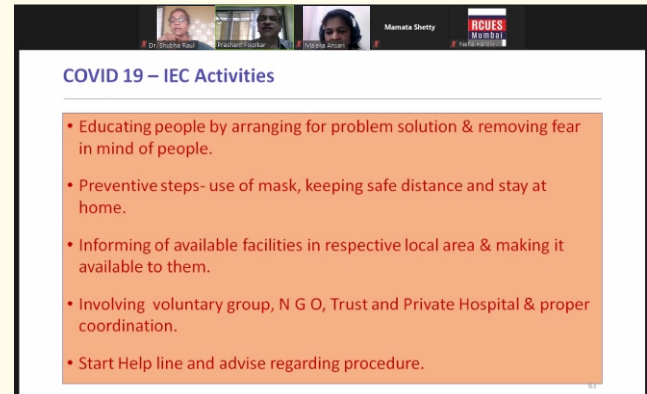 Dr. Shubha Raul
Prashant Pisolkar
Maleka Ansari
Mamata Shetty
RCUES
Mumbai
COVID 19 – IEC Activities
• Educating people by arranging for problem solution & removing fear
in mind of people.
• Preventive steps- use of mask, keeping safe distance and stay at
home.
• Informing of available facilities in respective local area & making it
available to them.
• Involving voluntary group, N G O, Trust and Private Hospital & proper
coordination.
• Start Help line and advise regarding procedure.
63